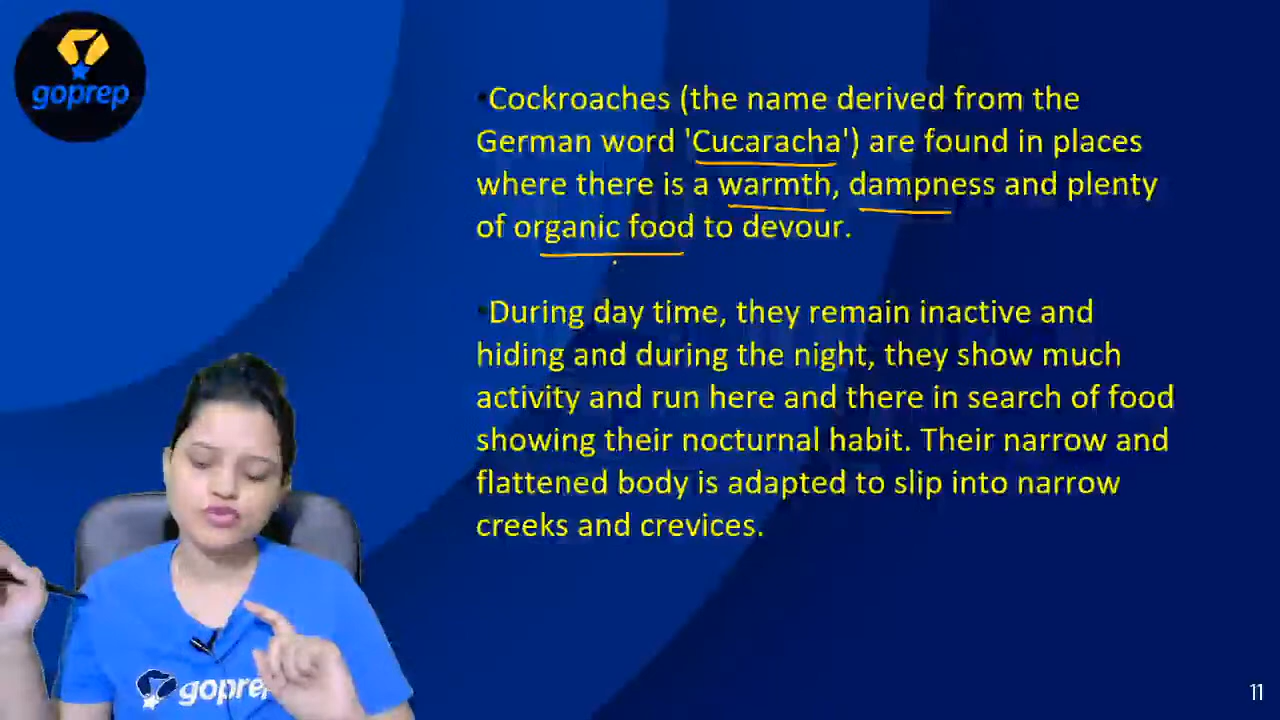 goprep
•Cockroaches (the name derived from the
German word 'Cucaracha') are found in places
where there is a warmth, dampness and plenty
of organic food to devour.
•During day time, they remain inactive and
hiding and during the night, they show much
activity and run here and there in search of food
showing their nocturnal habit. Their narrow and
flattened body is adapted to slip into narrow
creeks and crevices.
goprep
11